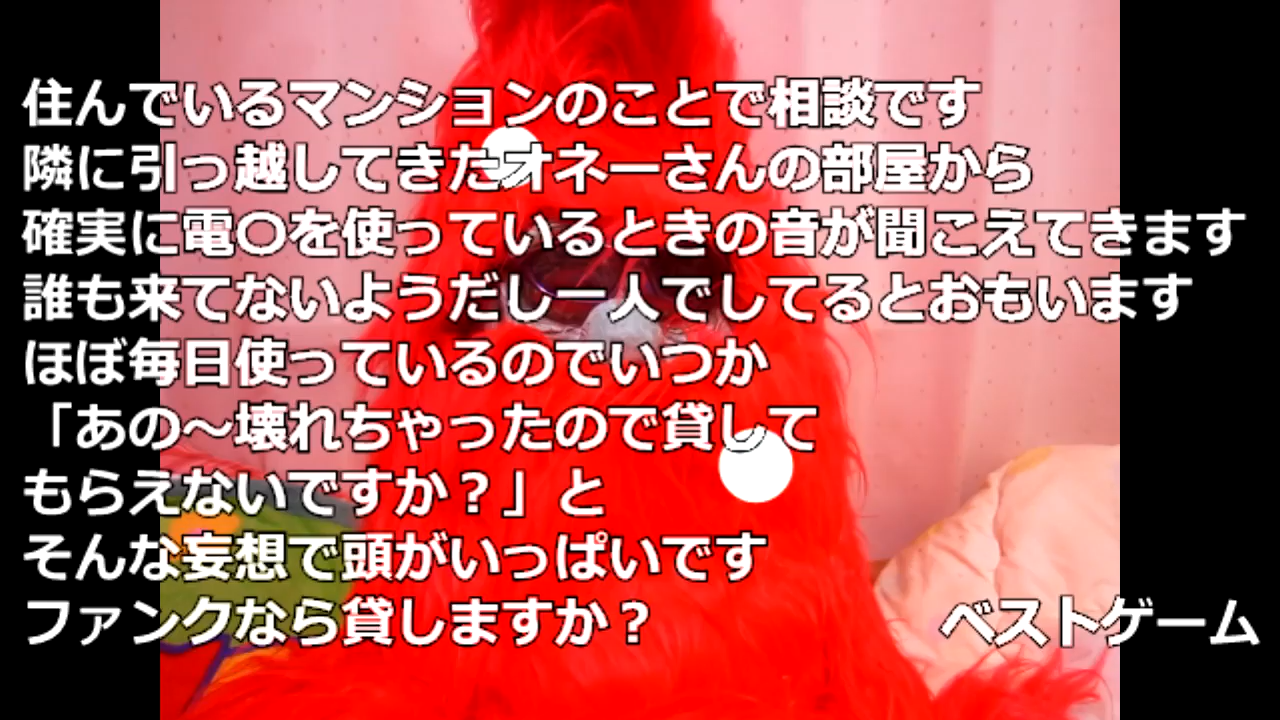 住んでいるマンションのことで相談です
隣に引っ越してきたオネーさんの部屋から
確実に電〇を使っているときの音が聞こえてきます
誰も来てないようだし一人でしてるとおもいます
ほぼ毎日使っているのでいつか
「あの～壊れちゃったので貸して
もらえないですか？」と
そんな妄想で頭がいっぱいです
ファンクなら貸しますか？
ベストゲーム